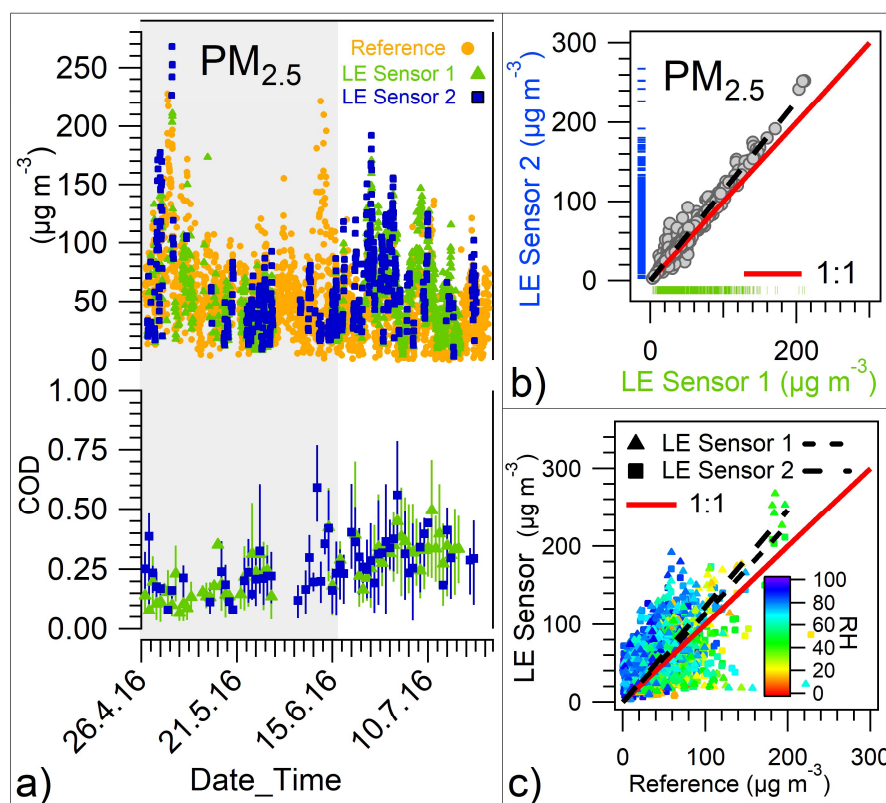 a)
PM2.5
Reference
LE Sensor 1
LE Sensor 2
(µg m-3)
250
200
150
100
50
0
COD
1.00
0.75
0.50
0.25
0.00
26.4.16
21.5.16
15.6.16
10.7.16
Date_Time
b)
PM2.5
LE Sensor 2 (µg m-3)
300
200
100
0
1:1
0
200
LE Sensor 1 (µg m-3)
c)
LE Sensor (µg m-3)
LE Sensor 1
LE Sensor 2
1:1
400
300
200
100
0
100
80
60
40
20
0
RH
0
100
200
300
Reference (µg m-3)